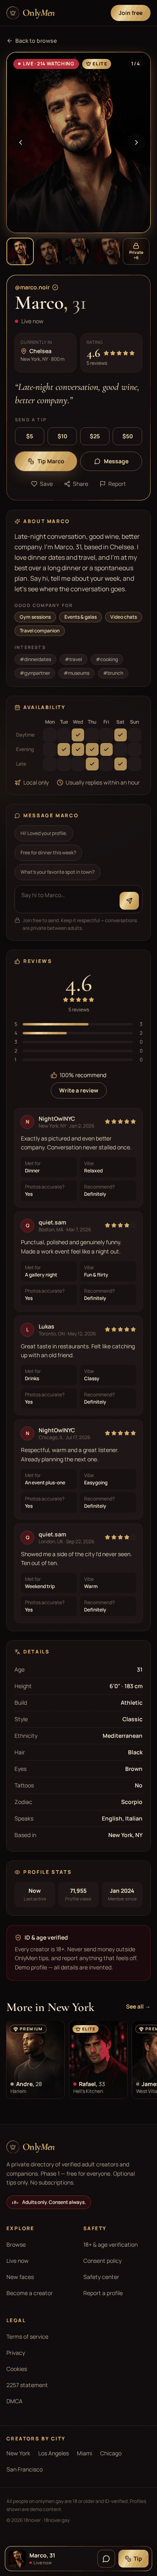 OnlyMen
Join free
← Back to browse
LIVE · 214 WATCHING
ELITE
1 / 4
Private
+6
@marco.noir
Marco, 31
Live now
CURRENTLY IN
Chelsea
New York, NY · 800 m
RATING
4.6
5 reviews
“Late-night conversation, good wine,
better company.”
SEND A TIP
$5
$10
$25
$50
Tip Marco
Message
Save
Share
Report
ABOUT MARCO
Late-night conversation, good wine, better
company. I'm Marco, 31, based in Chelsea. I
love dinner dates and travel, and I'm at my
best over a long dinner or a spontaneous
plan. Say hi, tell me about your week, and
let's see where the conversation goes.
GOOD COMPANY FOR
Gym sessions
Events & galas
Video chats
Travel companion
INTERESTS
#dinnerdates
#travel
#cooking
#gympartner
#museums
#brunch
AVAILABILITY
Mon Tue Wed Thu Fri Sat Sun
Daytime
Evening
Late
Local only
Usually replies within an hour
MESSAGE MARCO
Hi! Loved your profile.
Free for dinner this week?
What's your favorite spot in town?
Say hi to Marco…
Join free to send. Keep it respectful — conversations
are private between adults.
REVIEWS
4.6
5 reviews
5 3
4 2
3 0
2 0
1 0
100% recommend
Write a review
N
NightOwlNYC
New York, NY · Jan 2, 2026
Exactly as pictured and even better
company. Conversation never stalled once.
Met for
Dinner
Vibe
Relaxed
Photos accurate?
Yes
Recommend?
Definitely
Q
quiet.sam
Boston, MA · Mar 7, 2026
Punctual, polished and genuinely funny.
Made a work event feel like a night out.
Met for
A gallery night
Vibe
Fun & flirty
Photos accurate?
Yes
Recommend?
Definitely
L
Lukas
Toronto, ON · May 12, 2026
Great taste in restaurants. Felt like catching
up with an old friend.
Met for
Drinks
Vibe
Classy
Photos accurate?
Yes
Recommend?
Definitely
N
NightOwlNYC
Chicago, IL · Jul 17, 2026
Respectful, warm and a great listener.
Already planning the next one.
Met for
An event plus-one
Vibe
Easygoing
Photos accurate?
Yes
Recommend?
Definitely
Q
quiet.sam
London, UK · Sep 22, 2026
Showed me a side of the city I'd never seen.
Ten out of ten.
Met for
Weekend trip
Vibe
Warm
Photos accurate?
Yes
Recommend?
Definitely
DETAILS
Age 31
Height 6'0" · 183 cm
Build Athletic
Style Classic
Ethnicity Mediterranean
Hair Black
Eyes Brown
Tattoos No
Zodiac Scorpio
Speaks English, Italian
Based in New York, NY
PROFILE STATS
Now
Last active
71,955
Profile views
Jan 2024
Member since
ID & age verified
Every creator is 18+. Never send money outside
OnlyMen tips, and report anything that feels off.
Demo profile — all details are invented.
More in New York
See all →
PREMIUM
Andre, 28
Harlem
ELITE
Rafael, 33
Hell's Kitchen
James
OnlyMen
A private directory of verified adult creators and
companions. Phase 1 — free for everyone. Optional
tips only. No subscriptions.
18+ Adults only. Consent always.
EXPLORE
Browse
Live now
New faces
Become a creator
SAFETY
18+ & age verification
Consent policy
Safety center
Report a profile
LEGAL
Terms of service
Privacy
Cookies
2257 statement
DMCA
CREATORS BY CITY
New York
Los Angeles
Miami
Chicago
San Francisco
Marco, 31
Live now
Tip